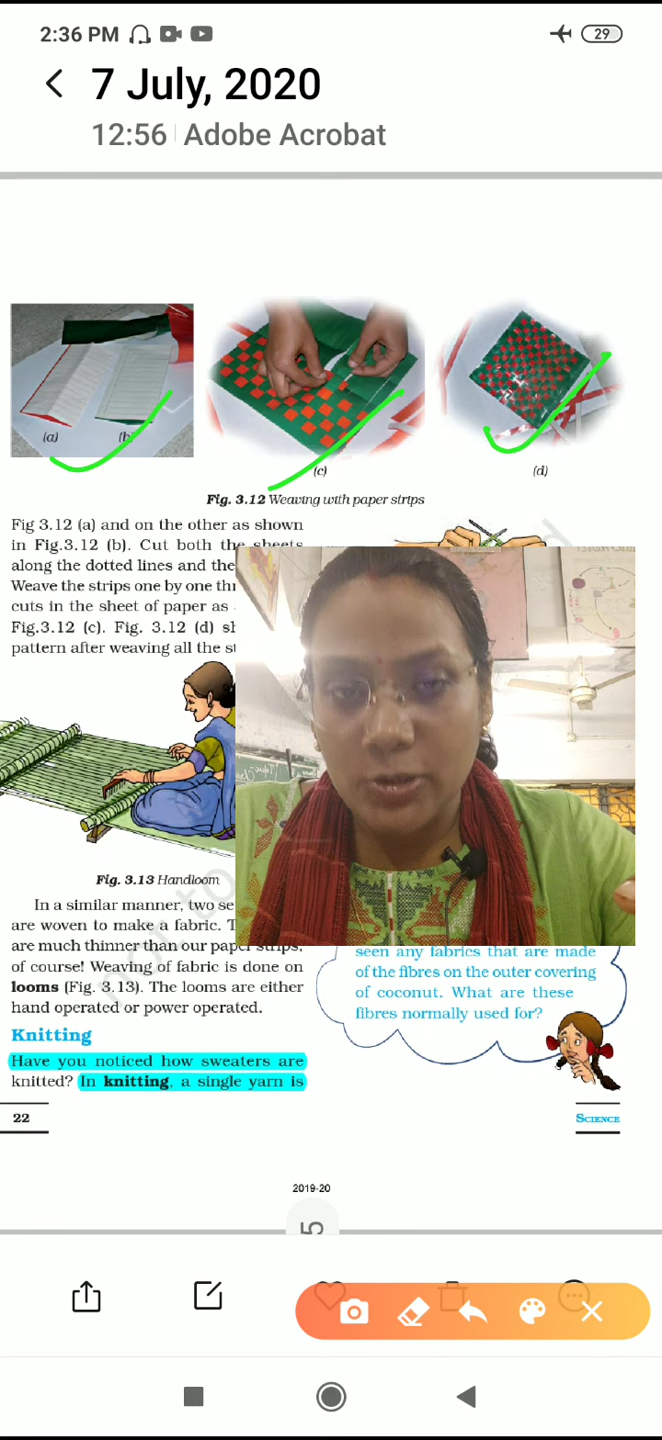 2:36 PM
29
7 July, 2020
12:56 | Adobe Acrobat
(a)
(b)
(c)
(d)
Fig. 3.12 Weaving with paper strips
Fig 3.12 (a) and on the other as shown
in Fig.3.12 (b). Cut both the sheets
along the dotted lines and the
Weave the strips one by one
cuts in the sheet of paper as
Fig.3.12 (c). Fig. 3.12 (d)
pattern after weaving all the
Fig. 3.13 Handloom
In a similar manner, two
are woven to make a fabric.
are much thinner than our paper strips,
of course! Weaving of fabric is done on
looms (Fig. 3.13). The looms are either
hand operated or power operated.
Knitting
Have you noticed how sweaters are
knitted? In knitting, a single yarn is
seen any fabrics that are made
of the fibres on the outer covering
of coconut. What are these
fibres normally used for?
22
SCIENCE
2019-20
5